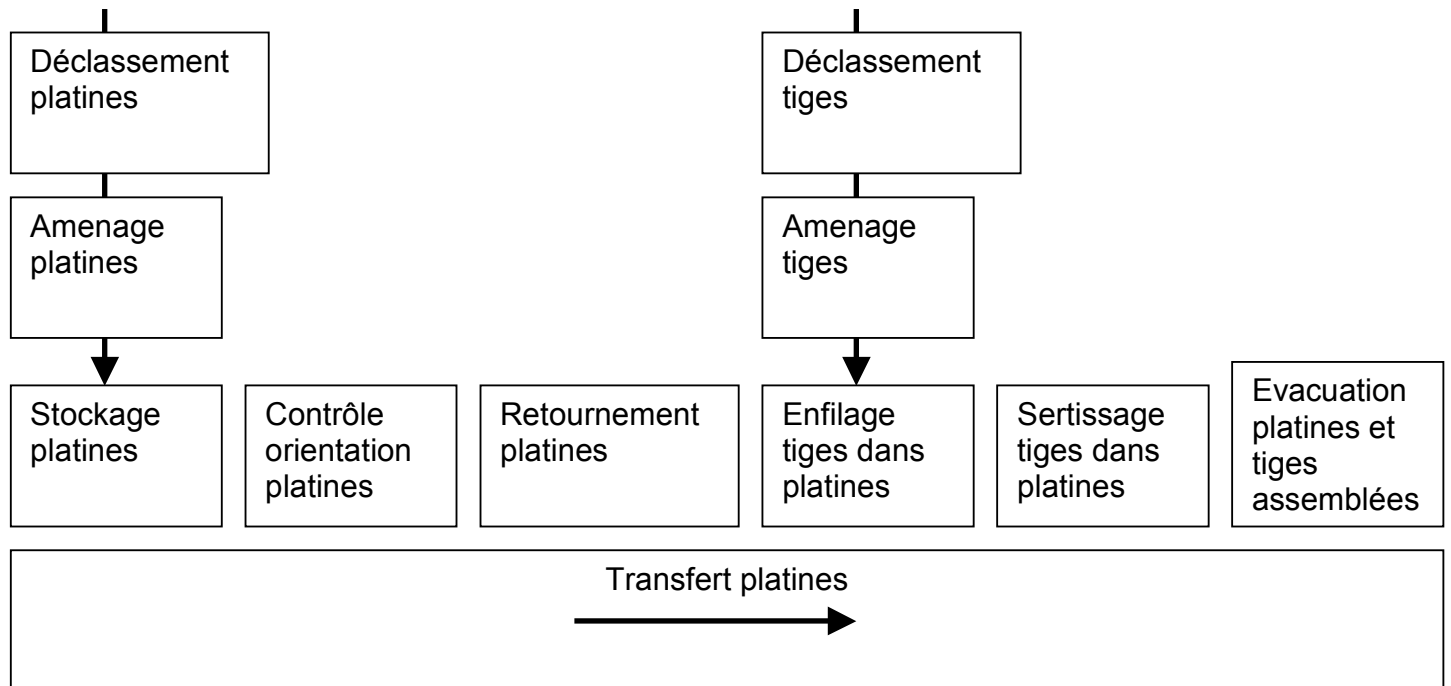 Déclassement
platines
Déclassement
tiges
Amenage
platines
Amenage
tiges
Stockage
platines
Contrôle
orientation
platines
Retournement
platines
Enfilage
tiges dans
platines
Sertissage
tiges dans
platines
Evacuation
platines et
tiges
assemblées
Transfert platines